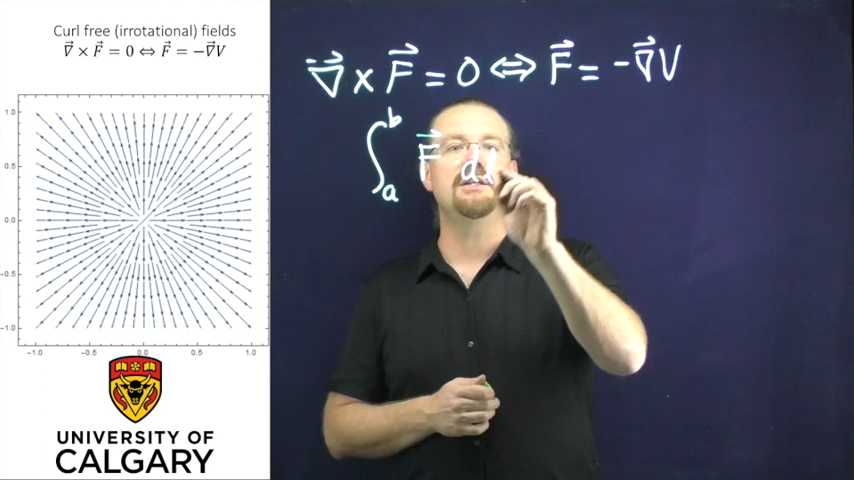 Curl free (irrotational) fields
∇⃗ × F⃗ = 0 ⇔ F⃗ = −∇⃗V
1.0
0.5
0.0
−0.5
−1.0
−1.0 −0.5 0.0 0.5 1.0
UNIVERSITY OF
CALGARY
∇⃗ × F⃗ = 0 ⇔ F⃗ = −∇⃗V
∫ₐᵇ F⃗ dl